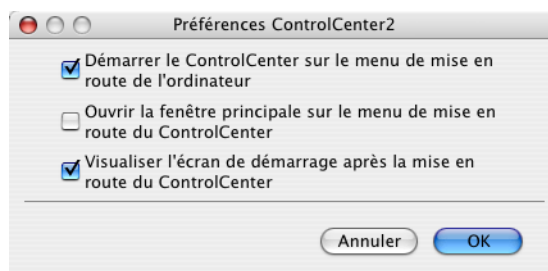 Préférences ControlCenter2
Démarrer le ControlCenter sur le menu de mise en
route de l'ordinateur
Ouvrir la fenêtre principale sur le menu de mise en
route du ControlCenter
Visualiser l'écran de démarrage après la mise en
route du ControlCenter
Annuler
OK